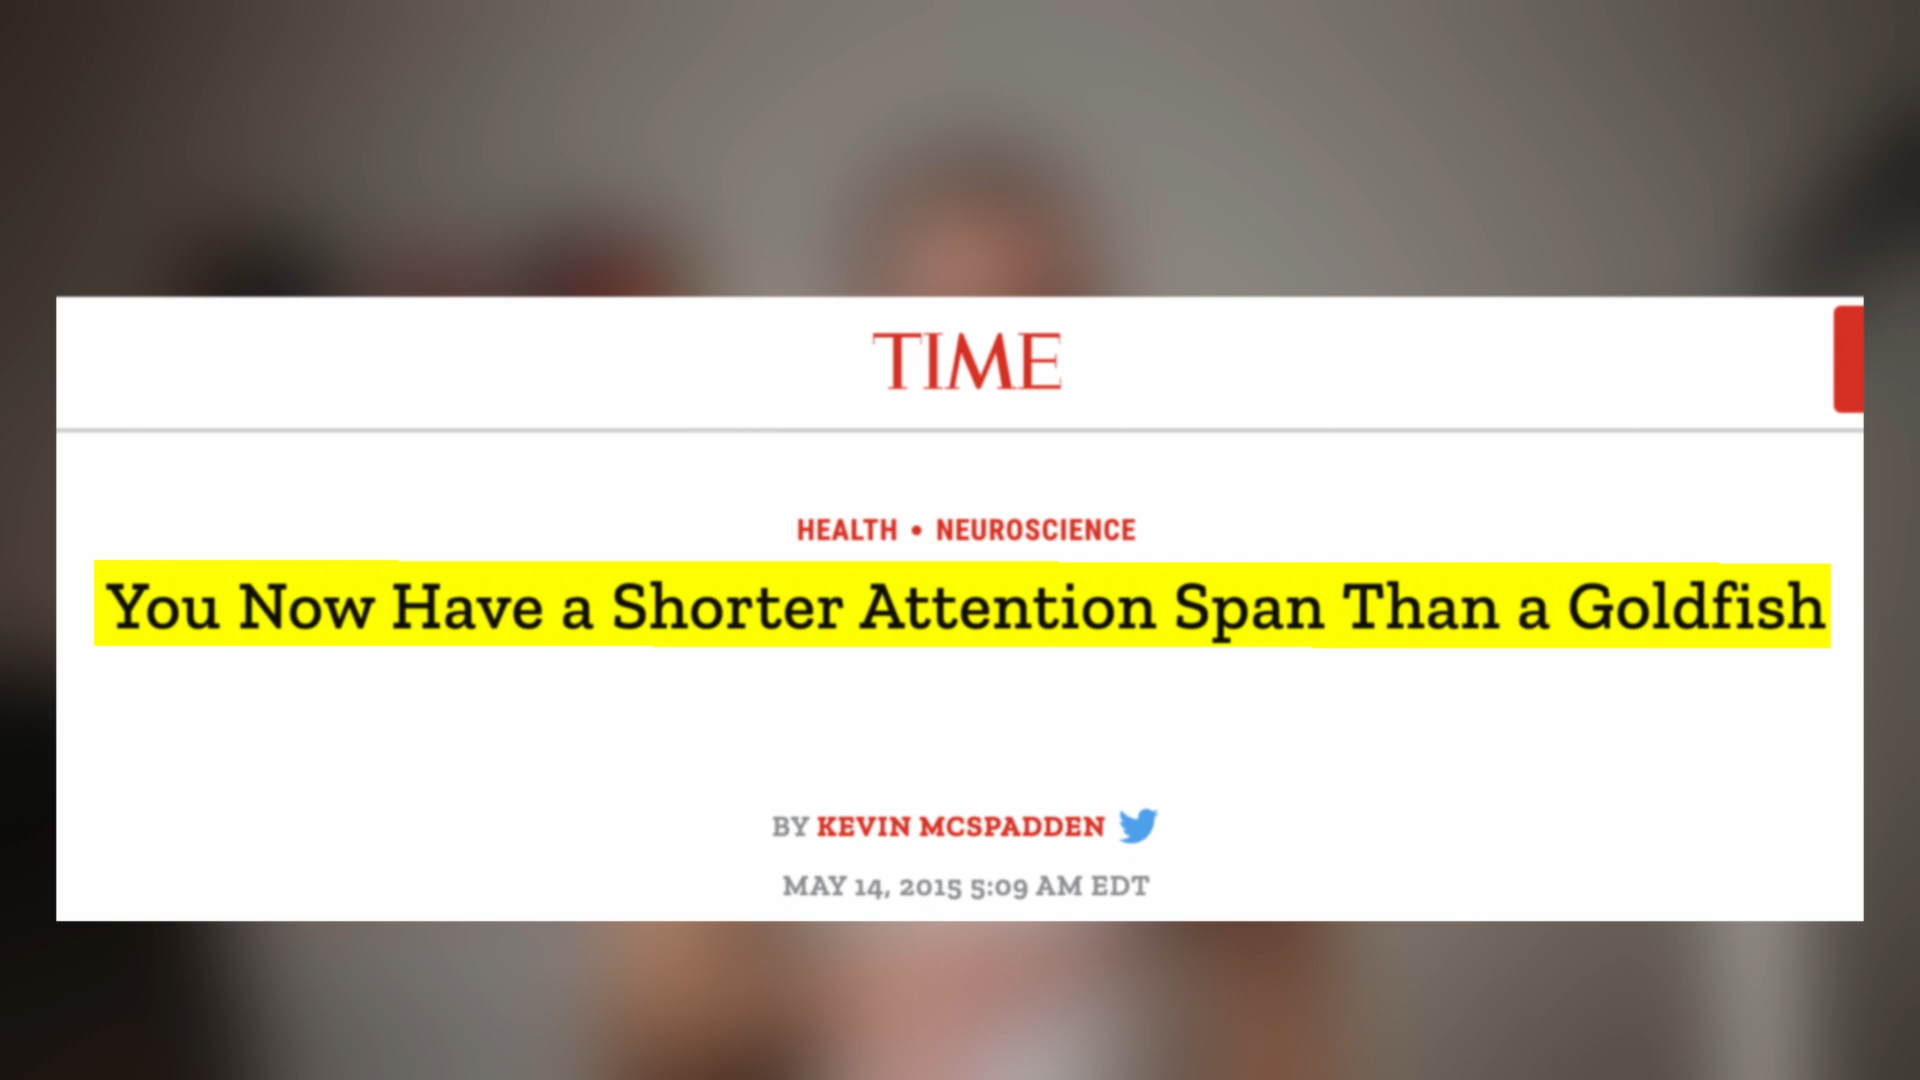 TIME
HEALTH • NEUROSCIENCE
You Now Have a Shorter Attention Span Than a Goldfish
BY KEVIN MCSPADDEN
MAY 14, 2015 5:09 AM EDT